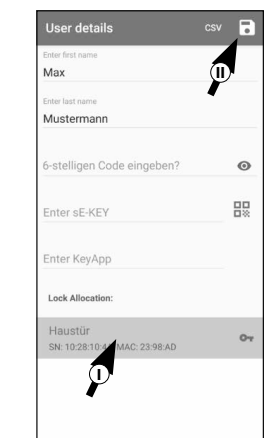 User details CSV
Enter first name
Max
Enter last name
Mustermann
6-stelligen Code eingeben?
Enter sE-KEY
Enter KeyApp
Lock Allocation:
Haustür
SN: 10:28:10:4 MAC: 23:98:AD
I
II